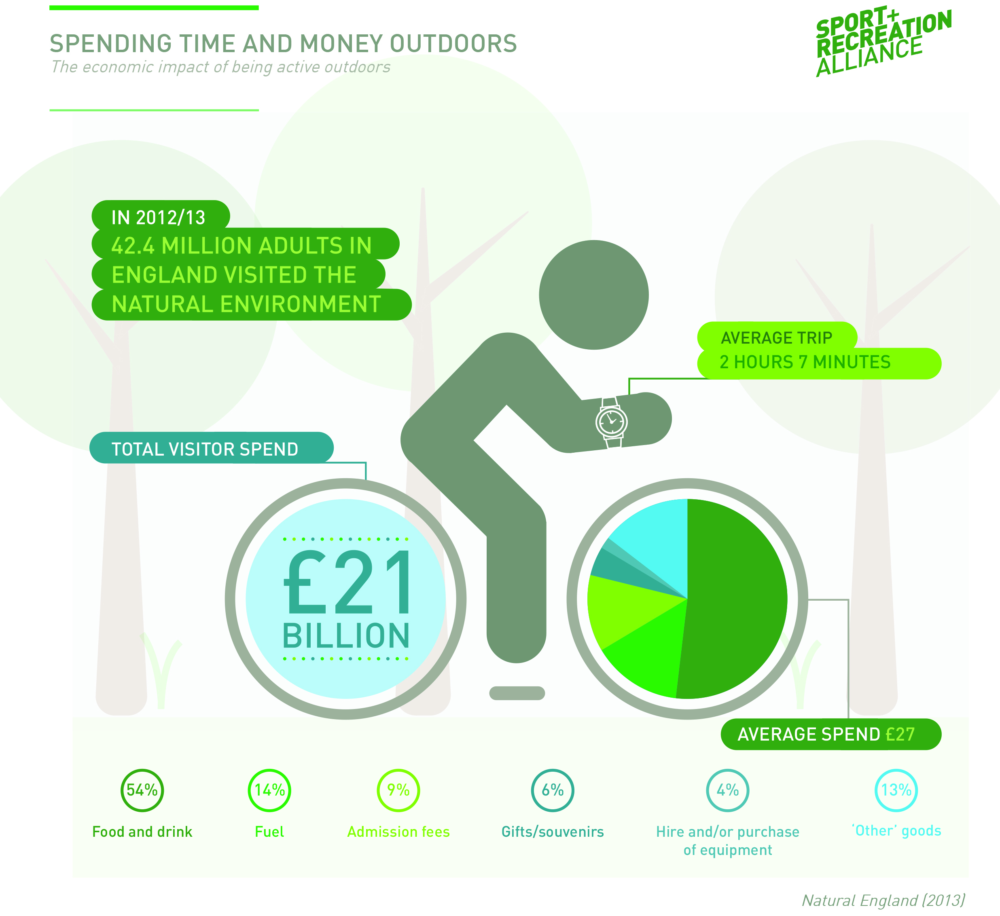 SPENDING TIME AND MONEY OUTDOORS
The economic impact of being active outdoors
SPORT+
RECREATION
ALLIANCE
IN 2012/13
42.4 MILLION ADULTS IN
ENGLAND VISITED THE
NATURAL ENVIRONMENT
AVERAGE TRIP
2 HOURS 7 MINUTES
TOTAL VISITOR SPEND
£21
BILLION
AVERAGE SPEND £27
54%
Food and drink
14%
Fuel
9%
Admission fees
6%
Gifts/souvenirs
4%
Hire and/or purchase
of equipment
13%
‘Other’ goods
Natural England (2013)